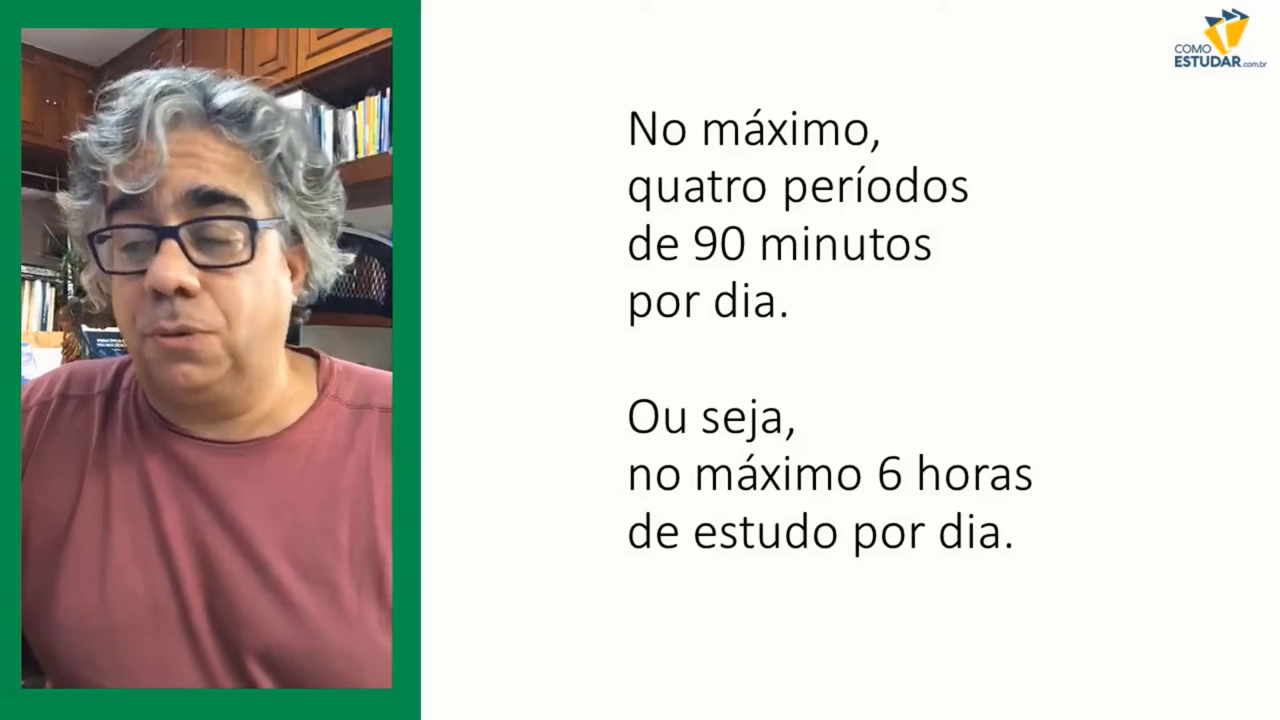 COMO
ESTUDAR.com.br
No máximo,
quatro períodos
de 90 minutos
por dia.
Ou seja,
no máximo 6 horas
de estudo por dia.